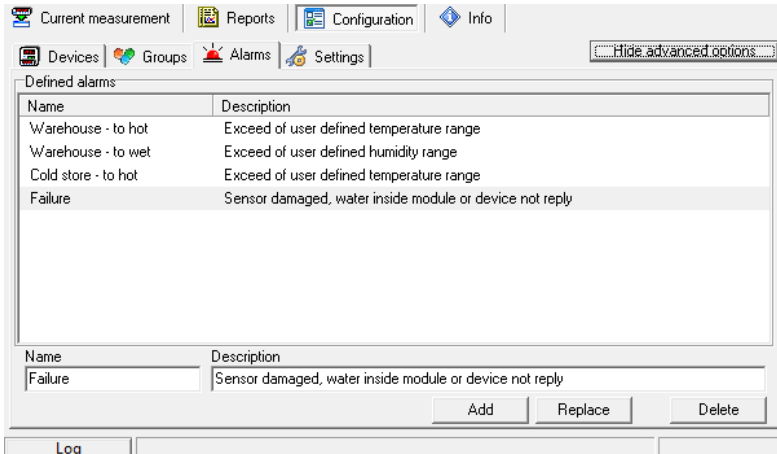 Current measurement Reports Configuration Info
Devices Groups Alarms Settings Hide advanced options
Defined alarms
Name Description
Warehouse - to hot Exceed of user defined temperature range
Warehouse - to wet Exceed of user defined humidity range
Cold store - to hot Exceed of user defined temperature range
Failure Sensor damaged, water inside module or device not reply
Name Description
Failure Sensor damaged, water inside module or device not reply
Add Replace Delete
Log